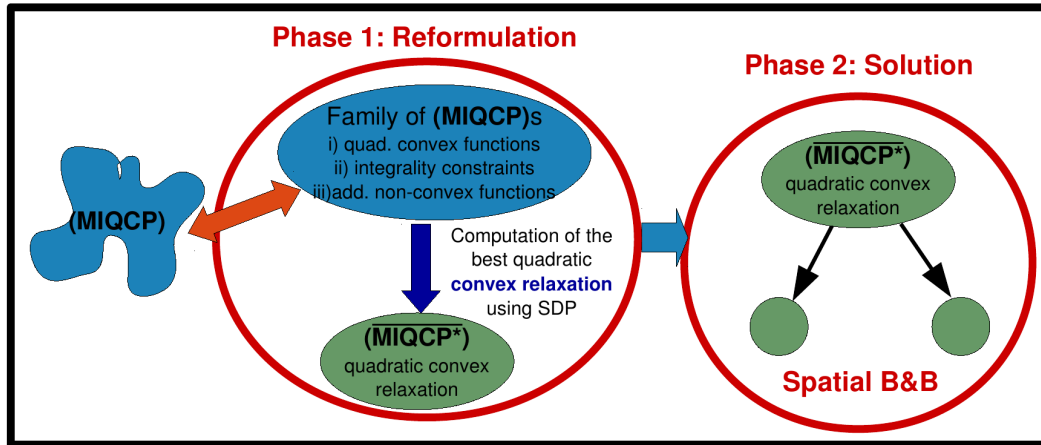 Phase 1: Reformulation
Family of (MIQCP)s
i) quad. convex functions
ii) integrality constraints
iii)add. non-convex functions
(MIQCP)
Computation of the
best quadratic
convex relaxation
using SDP
(MIQCP*)
quadratic convex
relaxation
Phase 2: Solution
(MIQCP*)
quadratic convex
relaxation
Spatial B&B